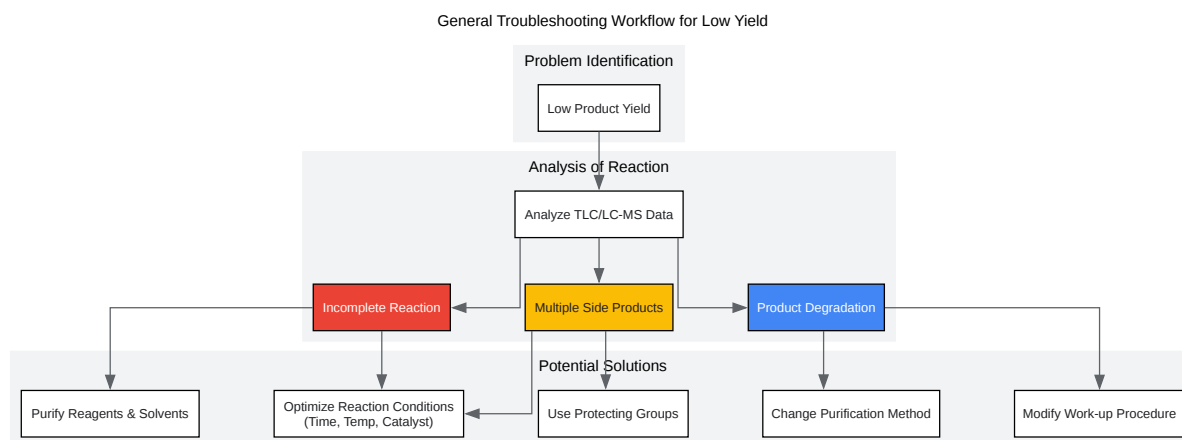 General Troubleshooting Workflow for Low Yield
Problem Identification
Low Product Yield
Analysis of Reaction
Analyze TLC/LC-MS Data
Incomplete Reaction
Multiple Side Products
Product Degradation
Potential Solutions
Purify Reagents & Solvents
Optimize Reaction Conditions
(Time, Temp, Catalyst)
Use Protecting Groups
Change Purification Method
Modify Work-up Procedure